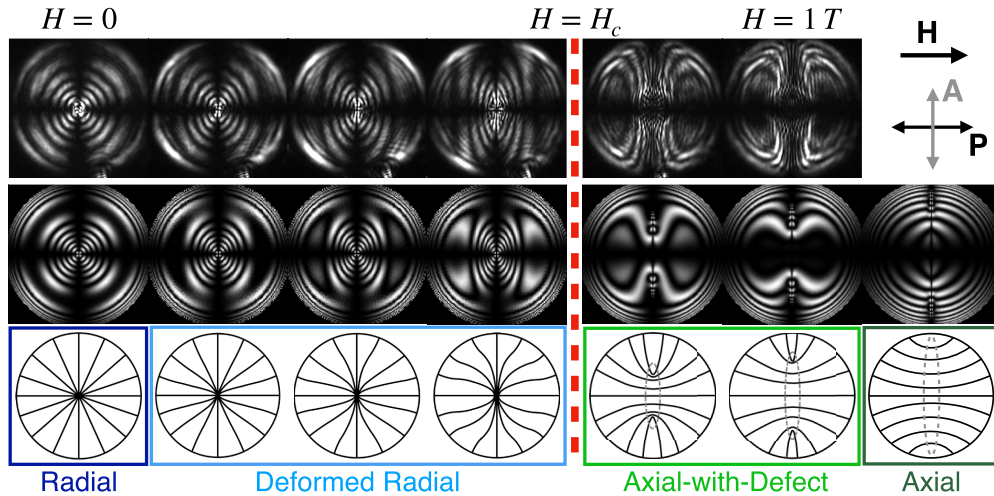 H = 0
H = H_c
H = 1 T
H
A
P
Radial
Deformed Radial
Axial-with-Defect
Axial